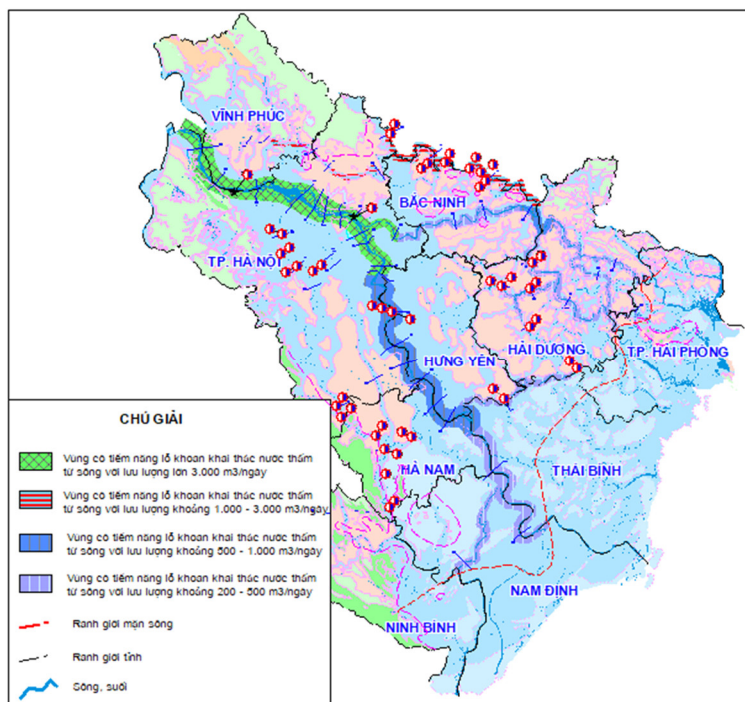 VĨNH PHÚC
BẮC NINH
TP. HÀ NỘI
HƯNG YÊN
HẢI DƯƠNG
TP. HẢI PHÒNG
HÀ NAM
THÁI BÌNH
NAM ĐỊNH
NINH BÌNH
CHÚ GIẢI
Vùng có tiềm năng lỗ khoan khai thác nước thấm
từ sông với lưu lượng lớn 3.000 m3/ngày
Vùng có tiềm năng lỗ khoan khai thác nước thấm
từ sông với lưu lượng khoảng 1.000 - 3.000 m3/ngày
Vùng có tiềm năng lỗ khoan khai thác nước thấm
từ sông với lưu lượng khoảng 500 - 1.000 m3/ngày
Vùng có tiềm năng lỗ khoan khai thác nước thấm
từ sông với lưu lượng khoảng 200 - 500 m3/ngày
Ranh giới mặn sông
Ranh giới tỉnh
Sông, suối